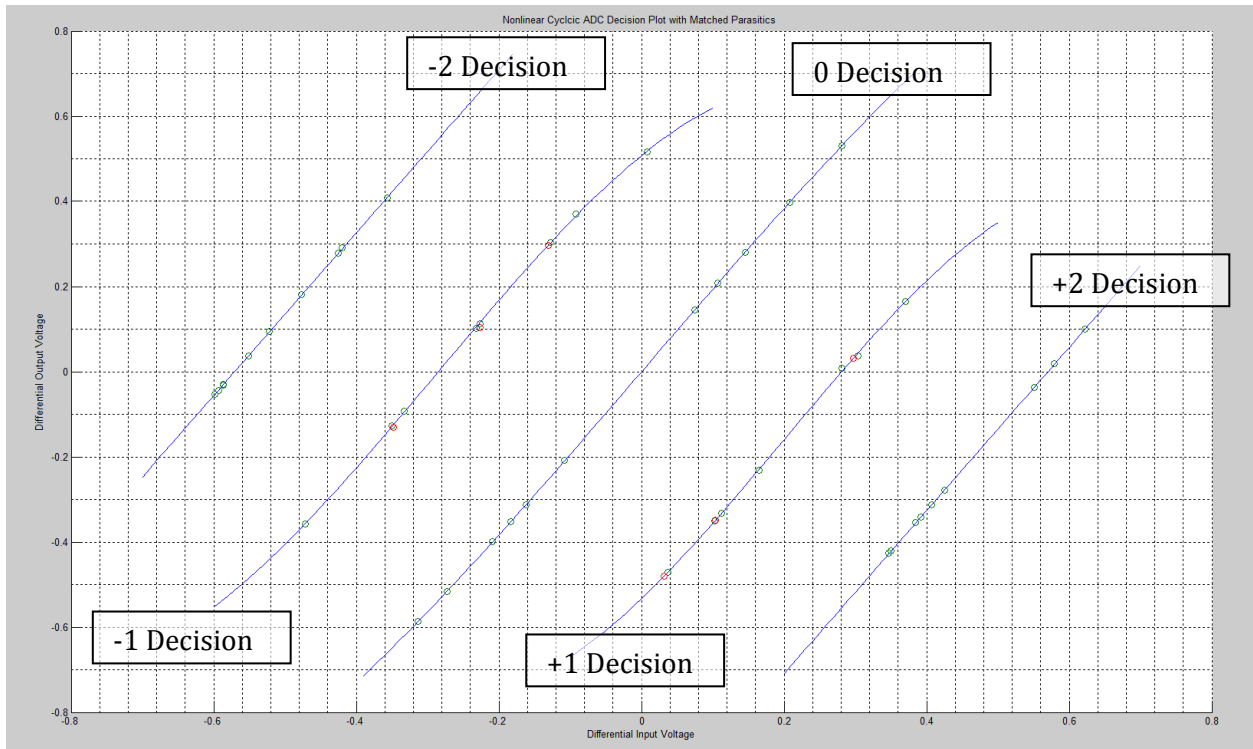 Nonlinear Cyclcic ADC Decision Plot with Matched Parasitics
-2 Decision
0 Decision
+2 Decision
-1 Decision
+1 Decision
Differential Output Voltage
0.8
0.6
0.4
0.2
0
-0.2
-0.4
-0.6
-0.8
-0.8
-0.6
-0.4
-0.2
0
0.2
0.4
0.6
0.8
Differential Input Voltage